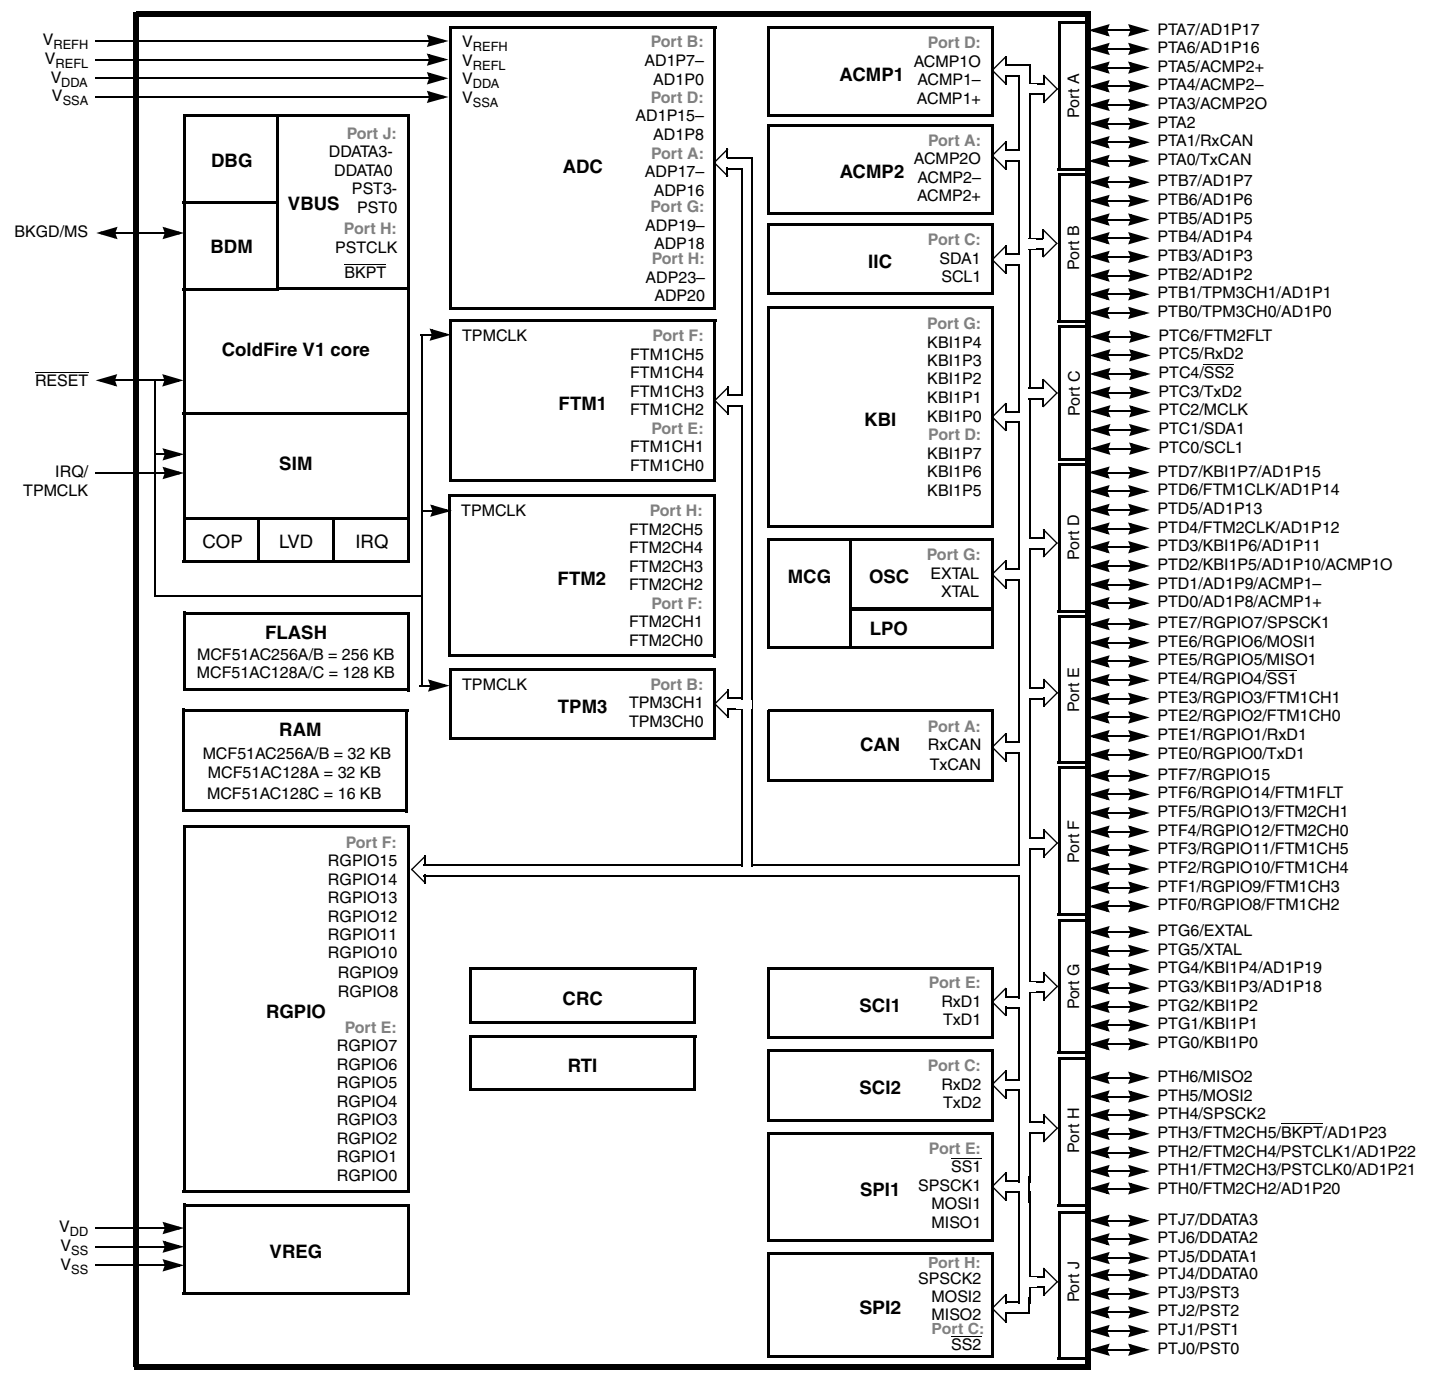 VREFH
VREFL
VDDA
VSSA
BKGD/MS
RESET
IRQ/
TPMCLK
VDD
VSS
VSS
DBG
BDM
VBUS
Port J:
DDATA3-
DDATA0
PST3-
PST0
Port H:
PSTCLK
BKPT
ColdFire V1 core
SIM
COP
LVD
IRQ
FLASH
MCF51AC256A/B = 256 KB
MCF51AC128A/C = 128 KB
RAM
MCF51AC256A/B = 32 KB
MCF51AC128A = 32 KB
MCF51AC128C = 16 KB
RGPIO
Port F:
RGPIO15
RGPIO14
RGPIO13
RGPIO12
RGPIO11
RGPIO10
RGPIO9
RGPIO8
Port E:
RGPIO7
RGPIO6
RGPIO5
RGPIO4
RGPIO3
RGPIO2
RGPIO1
RGPIO0
VREG
VREFH
VREFL
VDDA
VSSA
ADC
Port B:
AD1P7–
AD1P0
Port D:
AD1P15–
AD1P8
Port A:
ADP17–
ADP16
Port G:
ADP19–
ADP18
Port H:
ADP23–
ADP20
TPMCLK
FTM1
Port F:
FTM1CH5
FTM1CH4
FTM1CH3
FTM1CH2
Port E:
FTM1CH1
FTM1CH0
TPMCLK
FTM2
Port H:
FTM2CH5
FTM2CH4
FTM2CH3
FTM2CH2
Port F:
FTM2CH1
FTM2CH0
TPMCLK
TPM3
Port B:
TPM3CH1
TPM3CH0
CRC
RTI
ACMP1
Port D:
ACMP1O
ACMP1–
ACMP1+
ACMP2
Port A:
ACMP2O
ACMP2–
ACMP2+
IIC
Port C:
SDA1
SCL1
KBI
Port G:
KBI1P4
KBI1P3
KBI1P2
KBI1P1
KBI1P0
Port D:
KBI1P7
KBI1P6
KBI1P5
MCG
OSC
Port G:
EXTAL
XTAL
LPO
CAN
Port A:
RxCAN
TxCAN
SCI1
Port E:
RxD1
TxD1
SCI2
Port C:
RxD2
TxD2
SPI1
Port E:
SS1
SPSCK1
MOSI1
MISO1
SPI2
Port H:
SPSCK2
MOSI2
MISO2
Port C:
SS2
Port A
PTA7/AD1P17
PTA6/AD1P16
PTA5/ACMP2+
PTA4/ACMP2–
PTA3/ACMP2O
PTA2
PTA1/RxCAN
PTA0/TxCAN
Port B
PTB7/AD1P7
PTB6/AD1P6
PTB5/AD1P5
PTB4/AD1P4
PTB3/AD1P3
PTB2/AD1P2
PTB1/TPM3CH1/AD1P1
PTB0/TPM3CH0/AD1P0
Port C
PTC6/FTM2FLT
PTC5/RxD2
PTC4/SS2
PTC3/TxD2
PTC2/MCLK
PTC1/SDA1
PTC0/SCL1
Port D
PTD7/KBI1P7/AD1P15
PTD6/FTM1CLK/AD1P14
PTD5/AD1P13
PTD4/FTM2CLK/AD1P12
PTD3/KBI1P6/AD1P11
PTD2/KBI1P5/AD1P10/ACMP1O
PTD1/AD1P9/ACMP1–
PTD0/AD1P8/ACMP1+
Port E
PTE7/RGPIO7/SPSCK1
PTE6/RGPIO6/MOSI1
PTE5/RGPIO5/MISO1
PTE4/RGPIO4/SS1
PTE3/RGPIO3/FTM1CH1
PTE2/RGPIO2/FTM1CH0
PTE1/RGPIO1/RxD1
PTE0/RGPIO0/TxD1
Port F
PTF7/RGPIO15
PTF6/RGPIO14/FTM1FLT
PTF5/RGPIO13/FTM2CH1
PTF4/RGPIO12/FTM2CH0
PTF3/RGPIO11/FTM1CH5
PTF2/RGPIO10/FTM1CH4
PTF1/RGPIO9/FTM1CH3
PTF0/RGPIO8/FTM1CH2
Port G
PTG6/EXTAL
PTG5/XTAL
PTG4/KBI1P4/AD1P19
PTG3/KBI1P3/AD1P18
PTG2/KBI1P2
PTG1/KBI1P1
PTG0/KBI1P0
Port H
PTH6/MISO2
PTH5/MOSI2
PTH4/SPSCK2
PTH3/FTM2CH5/BKPT/AD1P23
PTH2/FTM2CH4/PSTCLK1/AD1P22
PTH1/FTM2CH3/PSTCLK0/AD1P21
PTH0/FTM2CH2/AD1P20
Port J
PTJ7/DDATA3
PTJ6/DDATA2
PTJ5/DDATA1
PTJ4/DDATA0
PTJ3/PST3
PTJ2/PST2
PTJ1/PST1
PTJ0/PST0